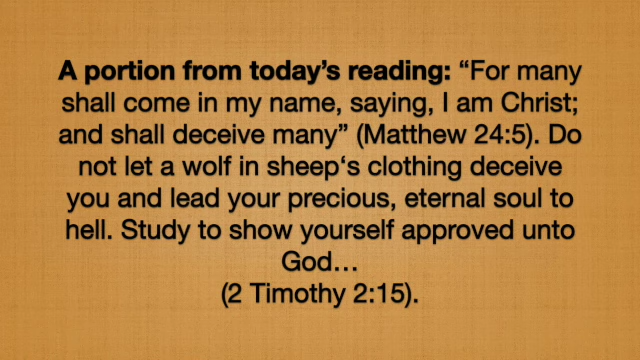 A portion from today’s reading: “For many
shall come in my name, saying, I am Christ;
and shall deceive many” (Matthew 24:5). Do
not let a wolf in sheep‘s clothing deceive
you and lead your precious, eternal soul to
hell. Study to show yourself approved unto
God…
(2 Timothy 2:15).